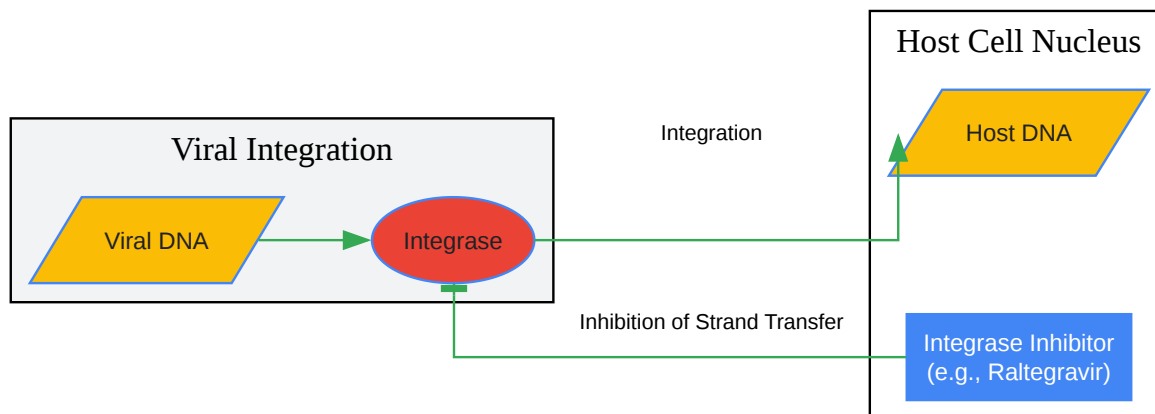 Host Cell Nucleus
Host DNA
Integration
Viral Integration
Viral DNA
Integrase
Inhibition of Strand Transfer
Integrase Inhibitor
(e.g., Raltegravir)